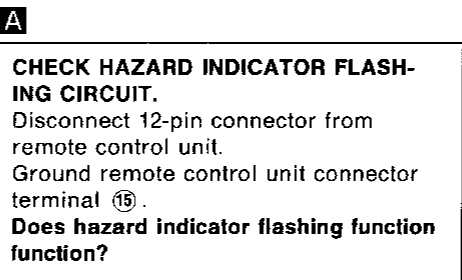 A
CHECK HAZARD INDICATOR FLASH-
ING CIRCUIT.
Disconnect 12-pin connector from
remote control unit.
Ground remote control unit connector
terminal ⑮ .
Does hazard indicator flashing function
function?